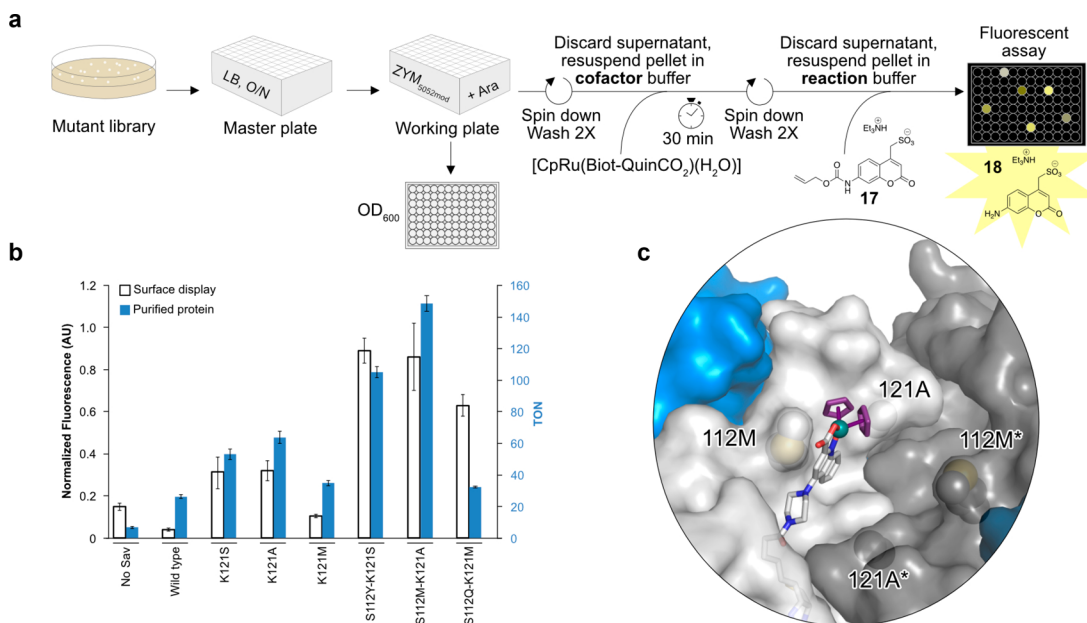 a
Mutant library
LB, O/N
Master plate
ZYM5052mod
+ Ara
Working plate
OD600
Discard supernatant,
resuspend pellet in
cofactor buffer
Spin down
Wash 2X
30 min
[CpRu(Biot-QuinCO2)(H2O)]
Discard supernatant,
resuspend pellet in
reaction buffer
Spin down
Wash 2X
Et3NH
⊕
⊖
SO3
O
O
N
H
O
O
17
Fluorescent
assay
18
Et3NH
⊕
⊖
SO3
H2N
O
O
b
Surface display
Purified protein
Normalized Fluorescence (AU)
1.2
1.0
0.8
0.6
0.4
0.2
0
160
140
120
100
80
60
40
20
0
TON
No Sav
Wild type
K121S
K121A
K121M
S112Y-K121S
S112M-K121A
S112Q-K121M
c
121A
112M
112M*
121A*